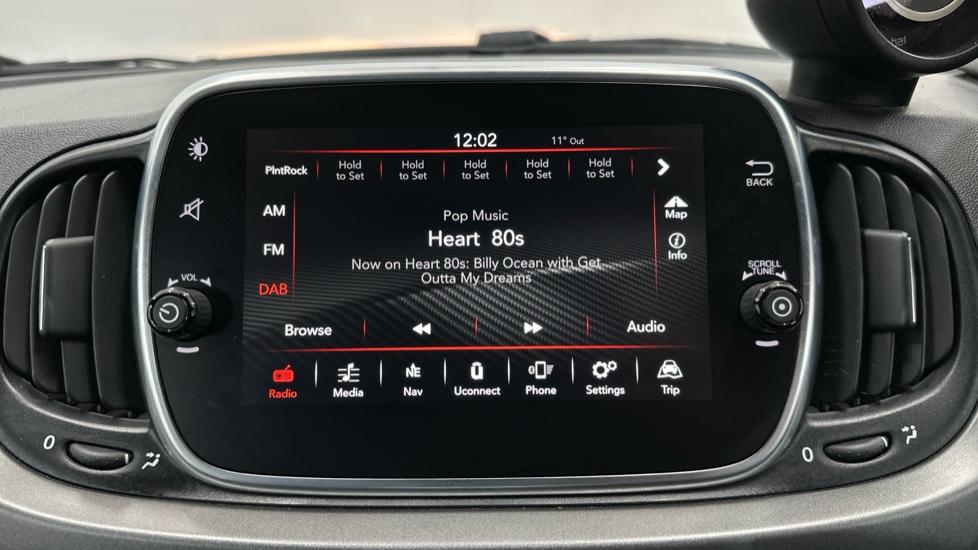 bar
12:02 11° Out
PlntRock Hold to Set Hold to Set Hold to Set Hold to Set Hold to Set
AM
FM
DAB
Pop Music
Heart 80s
Now on Heart 80s: Billy Ocean with Get
Outta My Dreams
Map
Info
BACK
VOL
SCROLL
TUNE
Browse Audio
NE
Radio Media Nav Uconnect Phone Settings Trip
0
0